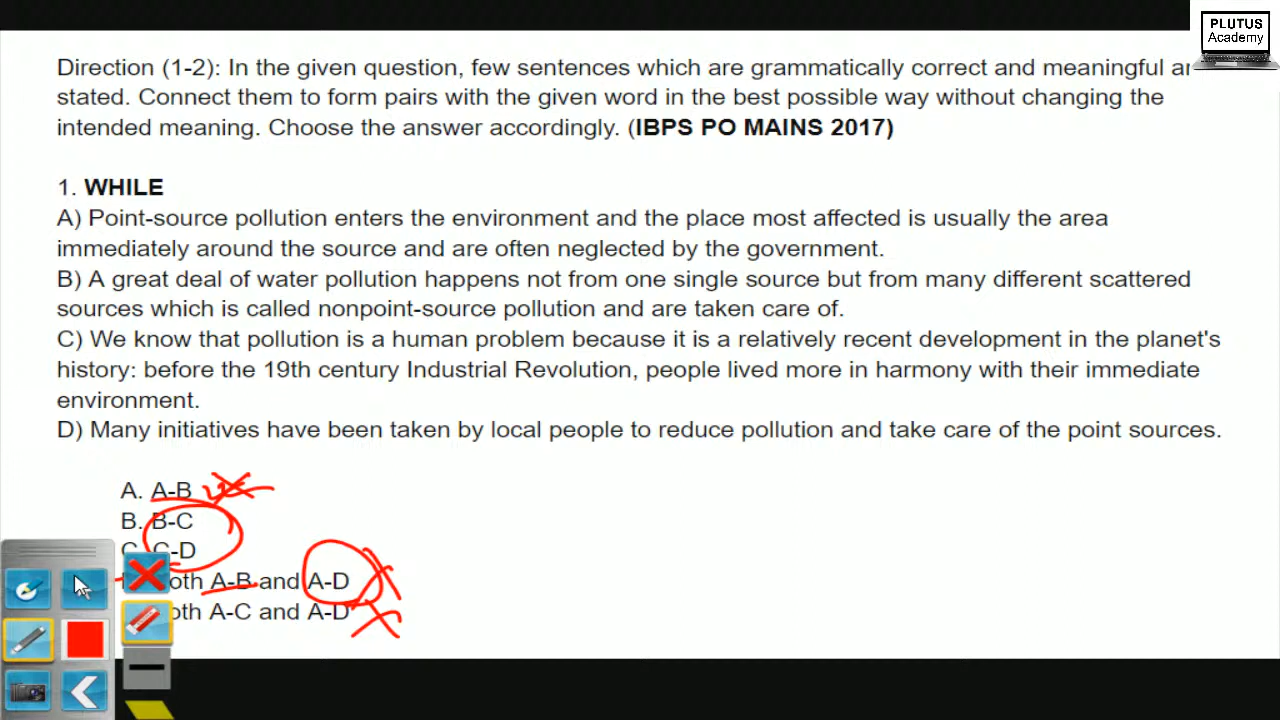 PLUTUS
Academy
Direction (1-2): In the given question, few sentences which are grammatically correct and meaningful ar
stated. Connect them to form pairs with the given word in the best possible way without changing the
intended meaning. Choose the answer accordingly. (IBPS PO MAINS 2017)
1. WHILE
A) Point-source pollution enters the environment and the place most affected is usually the area
immediately around the source and are often neglected by the government.
B) A great deal of water pollution happens not from one single source but from many different scattered
sources which is called nonpoint-source pollution and are taken care of.
C) We know that pollution is a human problem because it is a relatively recent development in the planet's
history: before the 19th century Industrial Revolution, people lived more in harmony with their immediate
environment.
D) Many initiatives have been taken by local people to reduce pollution and take care of the point sources.
A. A-B
B. B-C
C. C-D
oth A-B and A-D
oth A-C and A-D